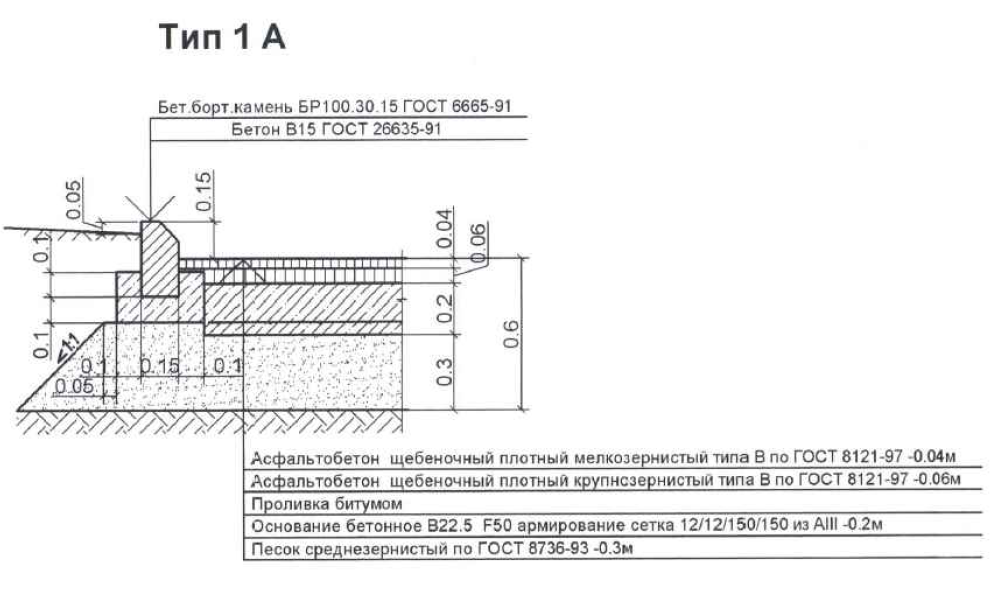 Тип 1 А
Бет.борт.камень БР100.30.15 ГОСТ 6665-91
Бетон В15 ГОСТ 26635-91
0.05
0.15
0.04
0.06
0.1
0.2
0.6
0.1
<1:1
0.1
0.15
0.1
0.3
0.05
Асфальтобетон щебеночный плотный мелкозернистый типа В по ГОСТ 8121-97 -0.04м
Асфальтобетон щебеночный плотный крупнсзернистый типа В по ГОСТ 8121-97 -0.06м
Проливка битумом
Основание бетонное В22.5 F50 армирование сетка 12/12/150/150 из АIII -0.2м
Песок среднезернистый по ГОСТ 8736-93 -0.3м